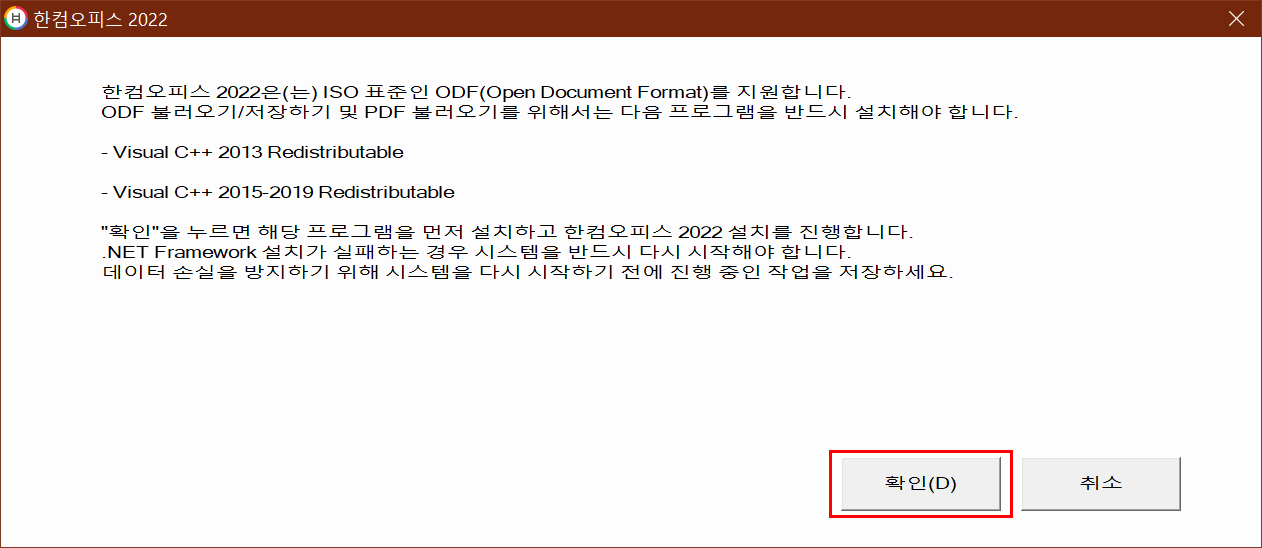 한컴오피스 2022
한컴오피스 2022은(는) ISO 표준인 ODF(Open Document Format)를 지원합니다.
ODF 불러오기/저장하기 및 PDF 불러오기를 위해서는 다음 프로그램을 반드시 설치해야 합니다.
- Visual C++ 2013 Redistributable
- Visual C++ 2015-2019 Redistributable
"확인"을 누르면 해당 프로그램을 먼저 설치하고 한컴오피스 2022 설치를 진행합니다.
.NET Framework 설치가 실패하는 경우 시스템을 반드시 다시 시작해야 합니다.
데이터 손실을 방지하기 위해 시스템을 다시 시작하기 전에 진행 중인 작업을 저장하세요.
확인(D)
취소